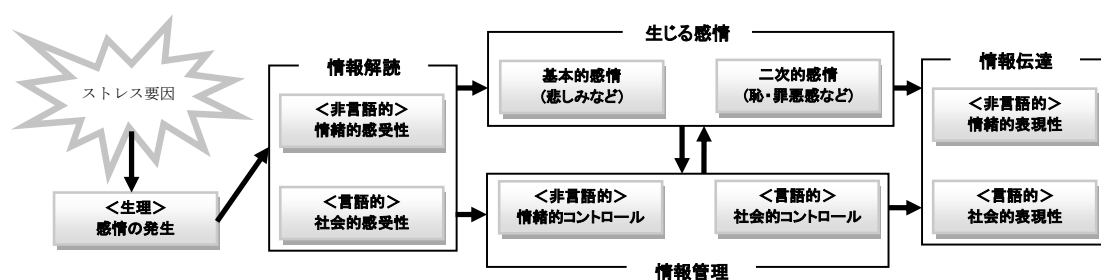 ストレス要因
＜生理＞
感情の発生
情報解読
＜非言語的＞
情緒的感受性
＜言語的＞
社会的感受性
生じる感情
基本的感情
(悲しみなど)
二次的感情
(恥・罪悪感など)
＜非言語的＞
情緒的コントロール
＜言語的＞
社会的コントロール
情報管理
情報伝達
＜非言語的＞
情緒的表現性
＜言語的＞
社会的表現性